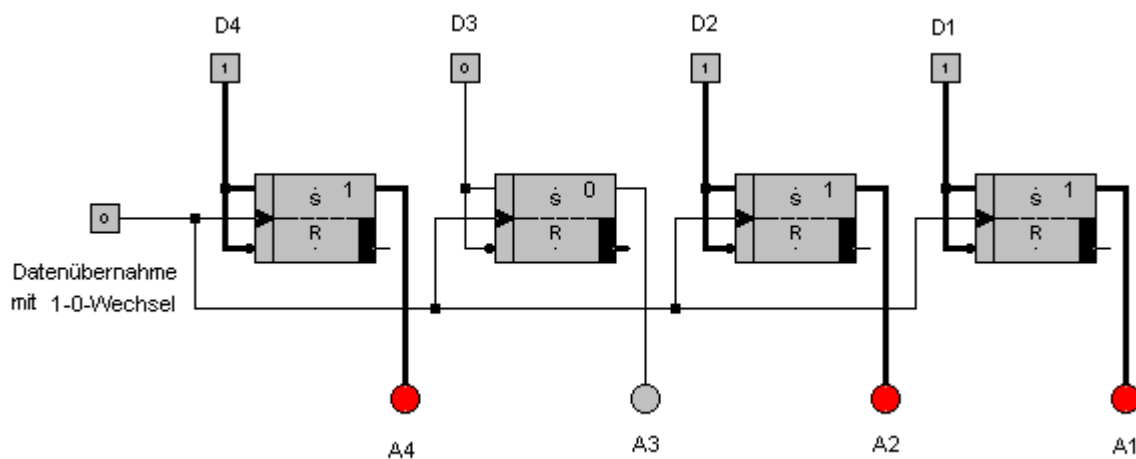 D4 D3 D2 D1
1 0 1 1
S 1 S 0 S 1 S 1
0
R R R R
Datenübernahme
mit 1-0-Wechsel
A4 A3 A2 A1